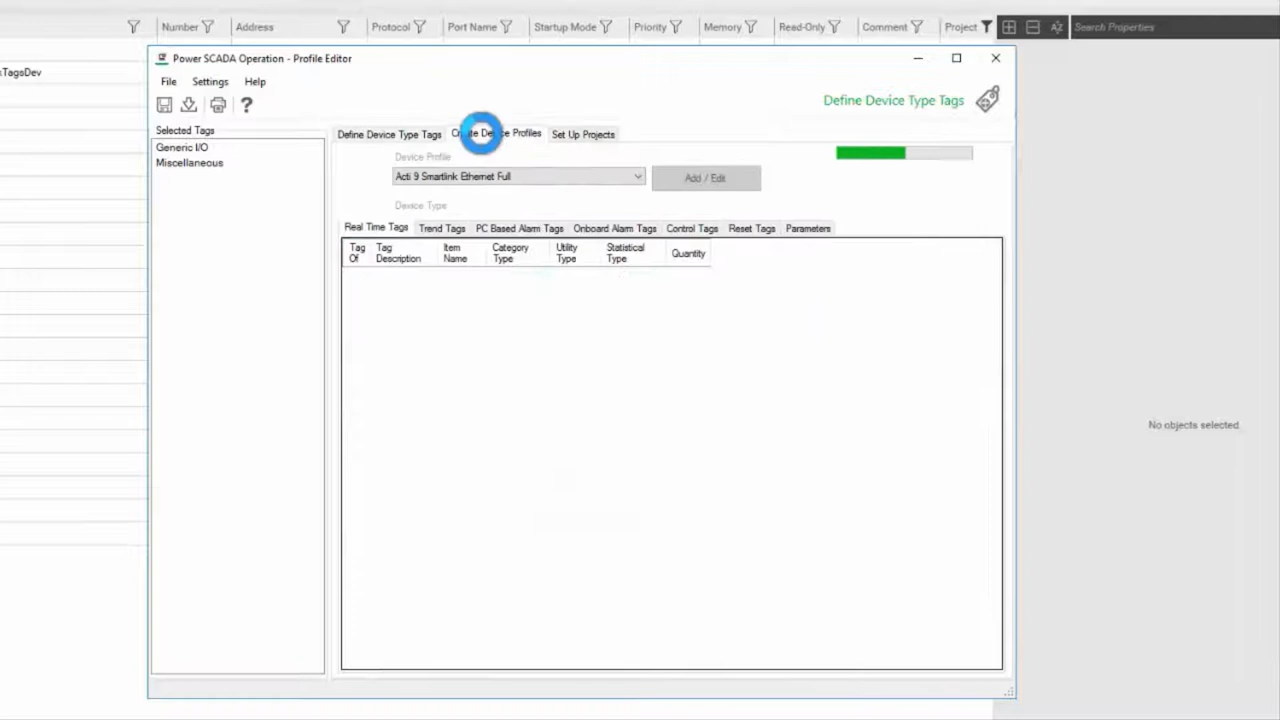 Number Address Protocol Port Name Startup Mode Priority Memory Read-Only Comment Project Search Properties
Power SCADA Operation - Profile Editor
TagsDev
File Settings Help
Define Device Type Tags
Selected Tags
Define Device Type Tags Create Device Profiles Set Up Projects
Generic I/O
Miscellaneous
Device Profile
Acti 9 Smartlink Ethernet Full Add / Edit
Device Type
Real Time Tags Trend Tags PC Based Alarm Tags Onboard Alarm Tags Control Tags Reset Tags Parameters
Tag Tag Item Category Utility Statistical Quantity
Of Description Name Type Type Type
No objects selected.